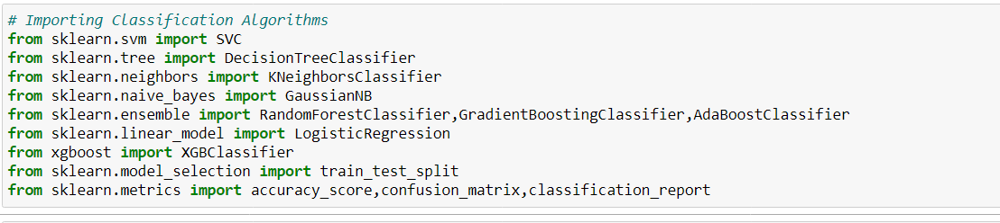 # Importing Classification Algorithms
from sklearn.svm import SVC
from sklearn.tree import DecisionTreeClassifier
from sklearn.neighbors import KNeighborsClassifier
from sklearn.naive_bayes import GaussianNB
from sklearn.ensemble import RandomForestClassifier,GradientBoostingClassifier,AdaBoostClassifier
from sklearn.linear_model import LogisticRegression
from xgboost import XGBClassifier
from sklearn.model_selection import train_test_split
from sklearn.metrics import accuracy_score,confusion_matrix,classification_report